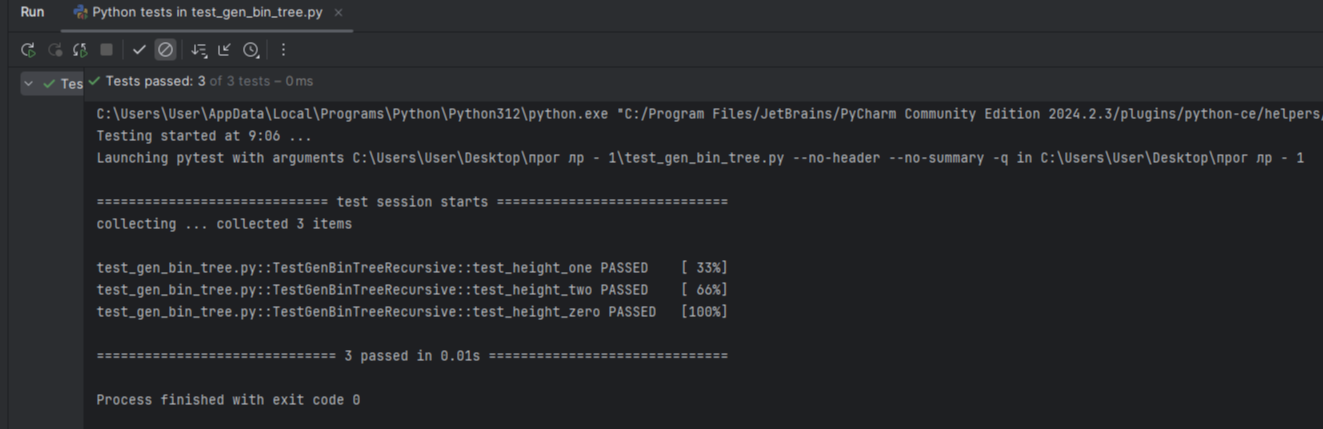 Run Python tests in test_gen_bin_tree.py
Tes Tests passed: 3 of 3 tests – 0 ms
C:\Users\User\AppData\Local\Programs\Python\Python312\python.exe "C:/Program Files/JetBrains/PyCharm Community Edition 2024.2.3/plugins/python-ce/helpers/
Testing started at 9:06 ...
Launching pytest with arguments C:\Users\User\Desktop\прог лр - 1\test_gen_bin_tree.py --no-header --no-summary -q in C:\Users\User\Desktop\прог лр - 1
============================= test session starts =============================
collecting ... collected 3 items
test_gen_bin_tree.py::TestGenBinTreeRecursive::test_height_one PASSED [ 33%]
test_gen_bin_tree.py::TestGenBinTreeRecursive::test_height_two PASSED [ 66%]
test_gen_bin_tree.py::TestGenBinTreeRecursive::test_height_zero PASSED [100%]
============================== 3 passed in 0.01s ==============================
Process finished with exit code 0